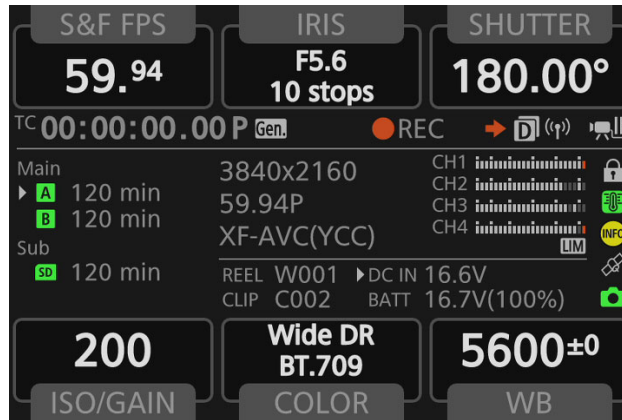 S&F FPS IRIS SHUTTER
59.94 F5.6 180.00°
10 stops
TC 00:00:00.00 P Gen. REC D
Main 3840x2160 CH1
A 120 min 59.94P CH2
B 120 min XF-AVC(YCC) CH3
Sub CH4
LIM
INFO
SD 120 min REEL W001 DC IN 16.6V
CLIP C002 BATT 16.7V(100%)
200 Wide DR 5600±0
BT.709
ISO/GAIN COLOR WB